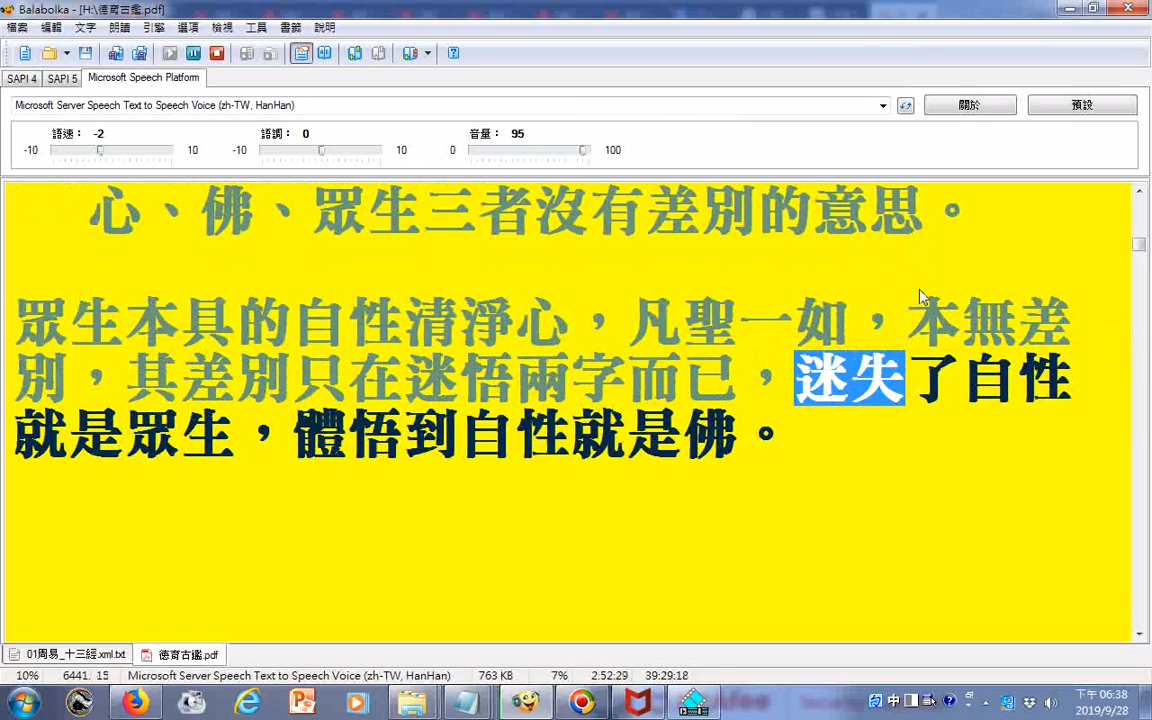 Balabolka - [H:\德育古鑑.pdf]
檔案 編輯 文字 朗讀 引擎 選項 檢視 工具 書籤 說明
SAPI 4 SAPI 5 Microsoft Speech Platform
Microsoft Server Speech Text to Speech Voice (zh-TW, HanHan) 關於 預設
語速： -2 語調： 0 音量： 95
-10 10 -10 10 0 100
心、佛、眾生三者沒有差別的意思。
眾生本具的自性清淨心，凡聖一如，本無差
別，其差別只在迷悟兩字而已，迷失了自性
就是眾生，體悟到自性就是佛。
01周易_十三經.xml.txt 德育古鑑.pdf
10% 6441: 15 Microsoft Server Speech Text to Speech Voice (zh-TW, HanHan) 763 KB 7% 2:52:29 39:29:18
中 下午 06:38
2019/9/28